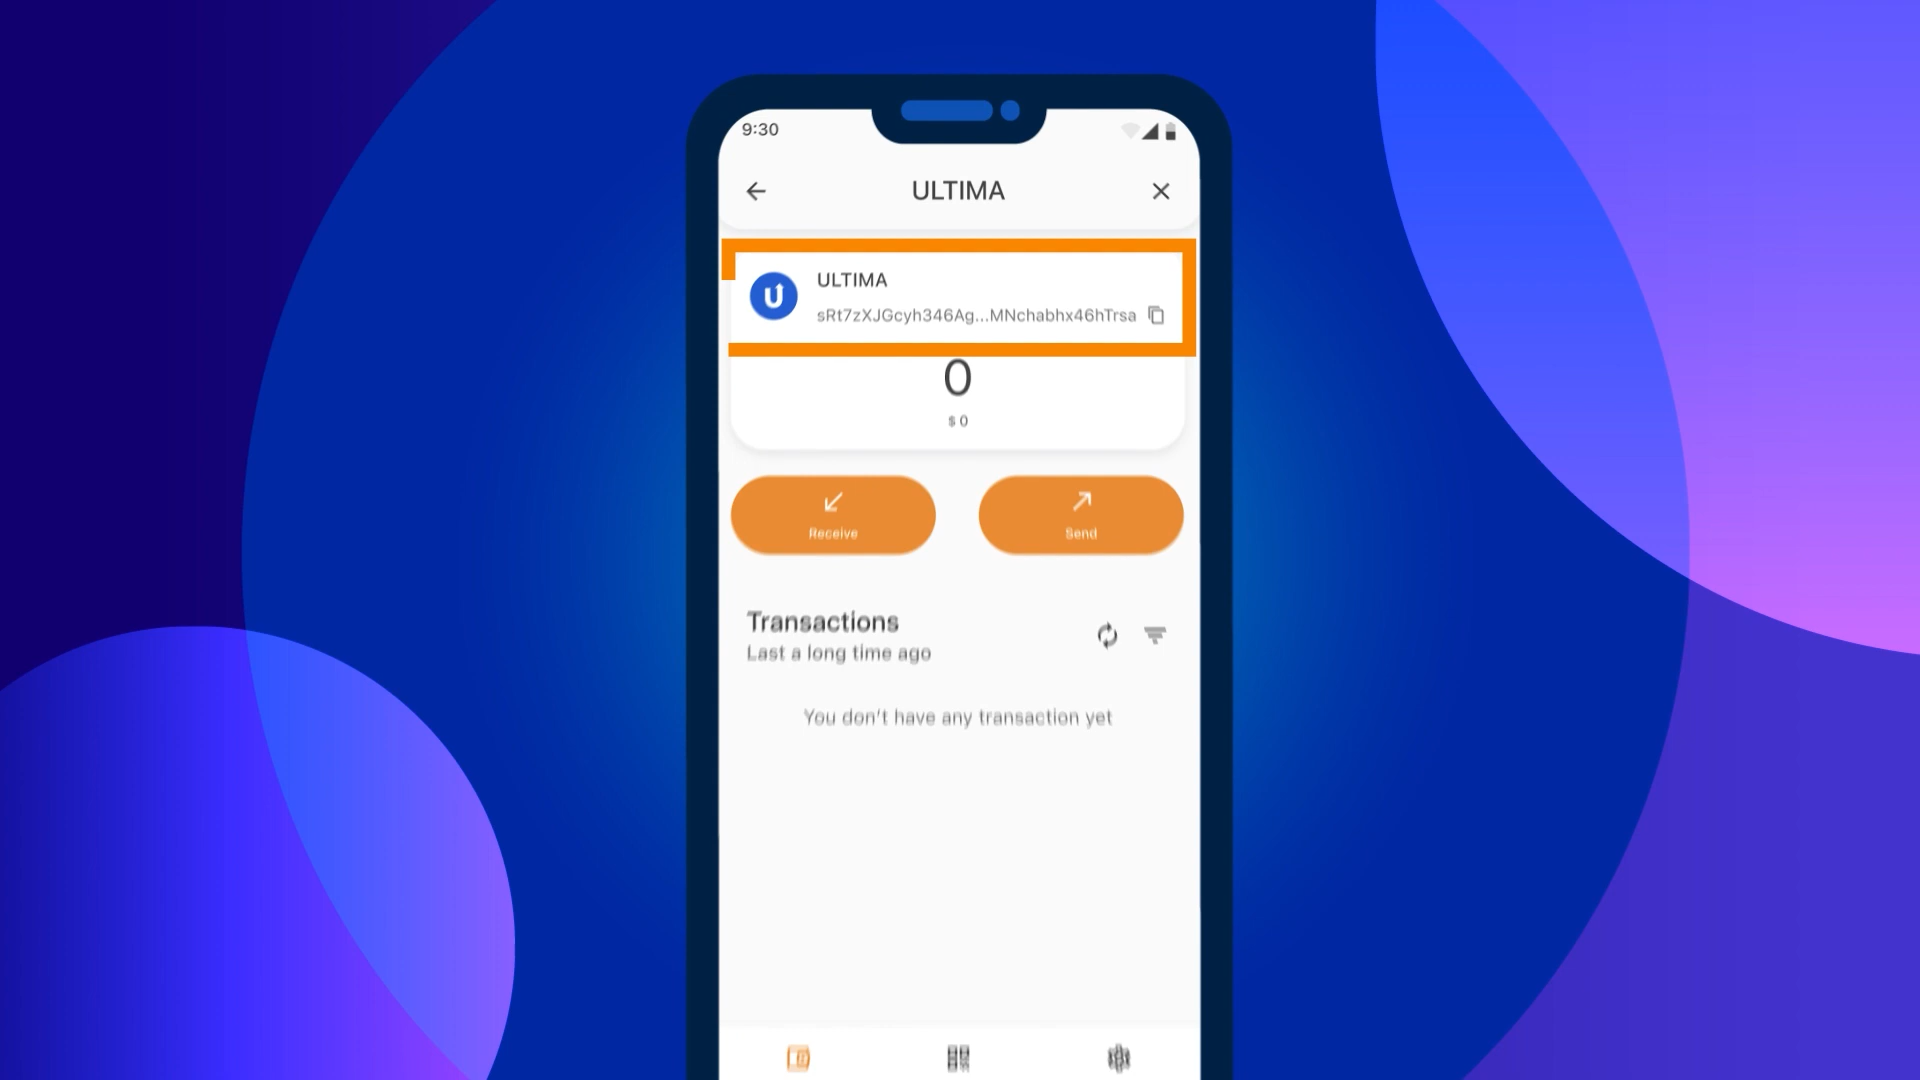 9:30
ULTIMA
ULTIMA
sRt7zXJGcyh346Ag...MNchabhx46hTrsa
0
$ 0
Receive
Send
Transactions
Last a long time ago
You don't have any transaction yet